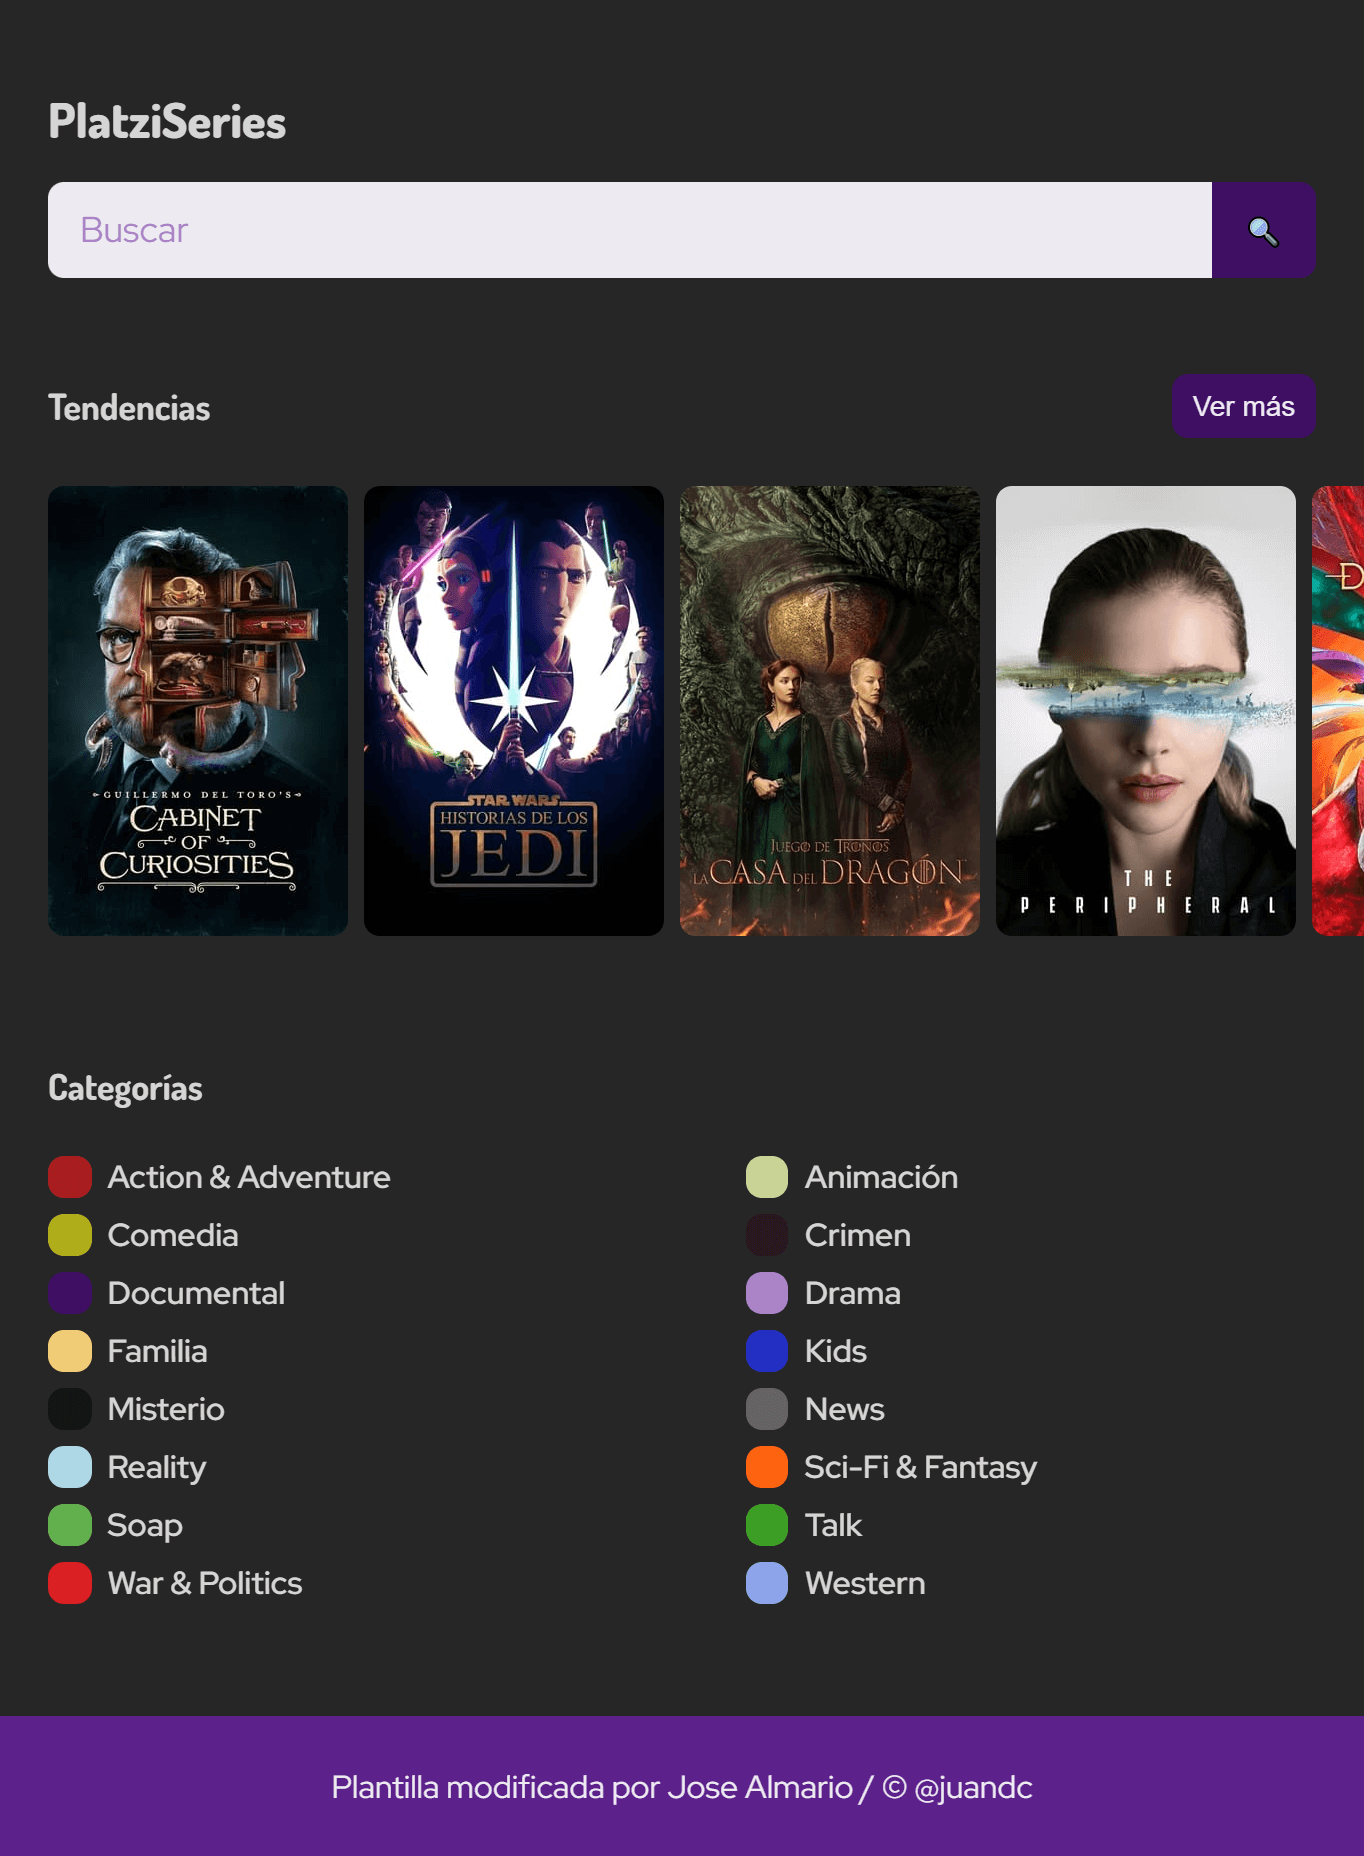 PlatziSeries
Buscar
Tendencias
Ver más
GUILLERMO DEL TORO'S
CABINET
OF
CURIOSITIES
STAR WARS
HISTORIAS DE LOS
JEDI
JUEGO DE TRONOS
LA CASA DEL DRAGÓN
THE
PERIPHERAL
D
Categorías
Action & Adventure
Animación
Comedia
Crimen
Documental
Drama
Familia
Kids
Misterio
News
Reality
Sci-Fi & Fantasy
Soap
Talk
War & Politics
Western
Plantilla modificada por Jose Almario / © @juandc